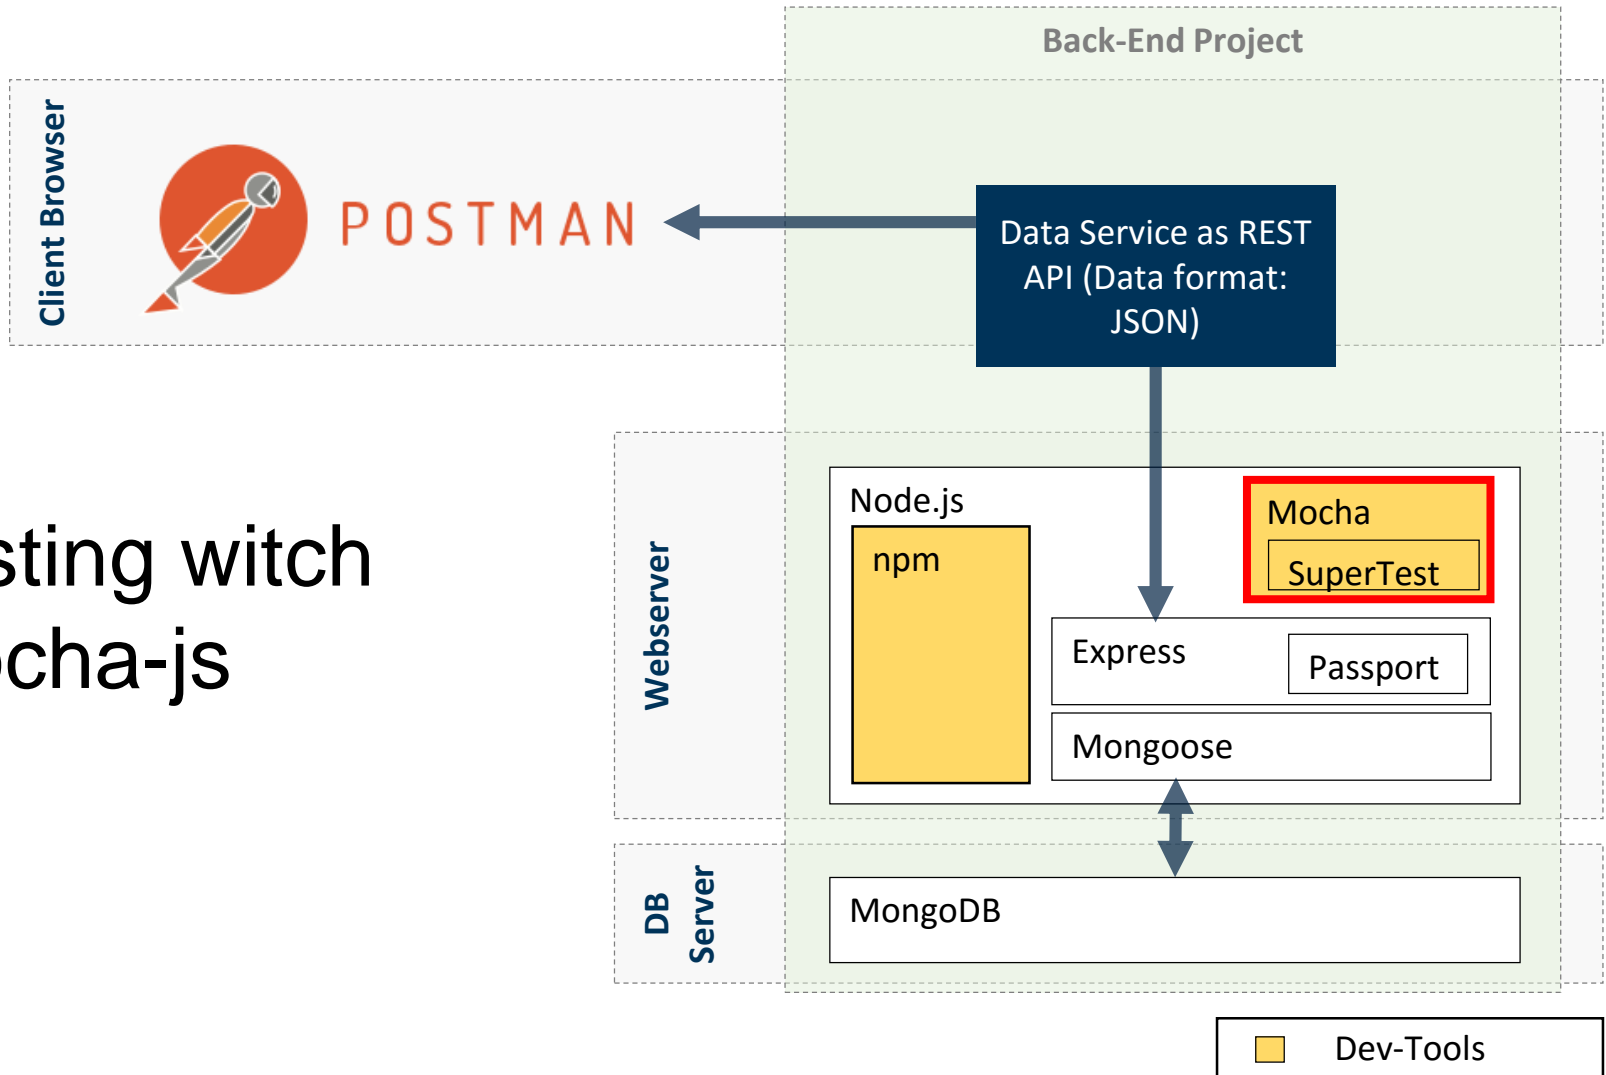 Back-End Project
Client Browser
POSTMAN
Data Service as REST
API (Data format:
JSON)
sting witch
ocha-js
Webserver
Node.js
npm
Mocha
SuperTest
Express
Passport
Mongoose
DB
Server
MongoDB
Dev-Tools